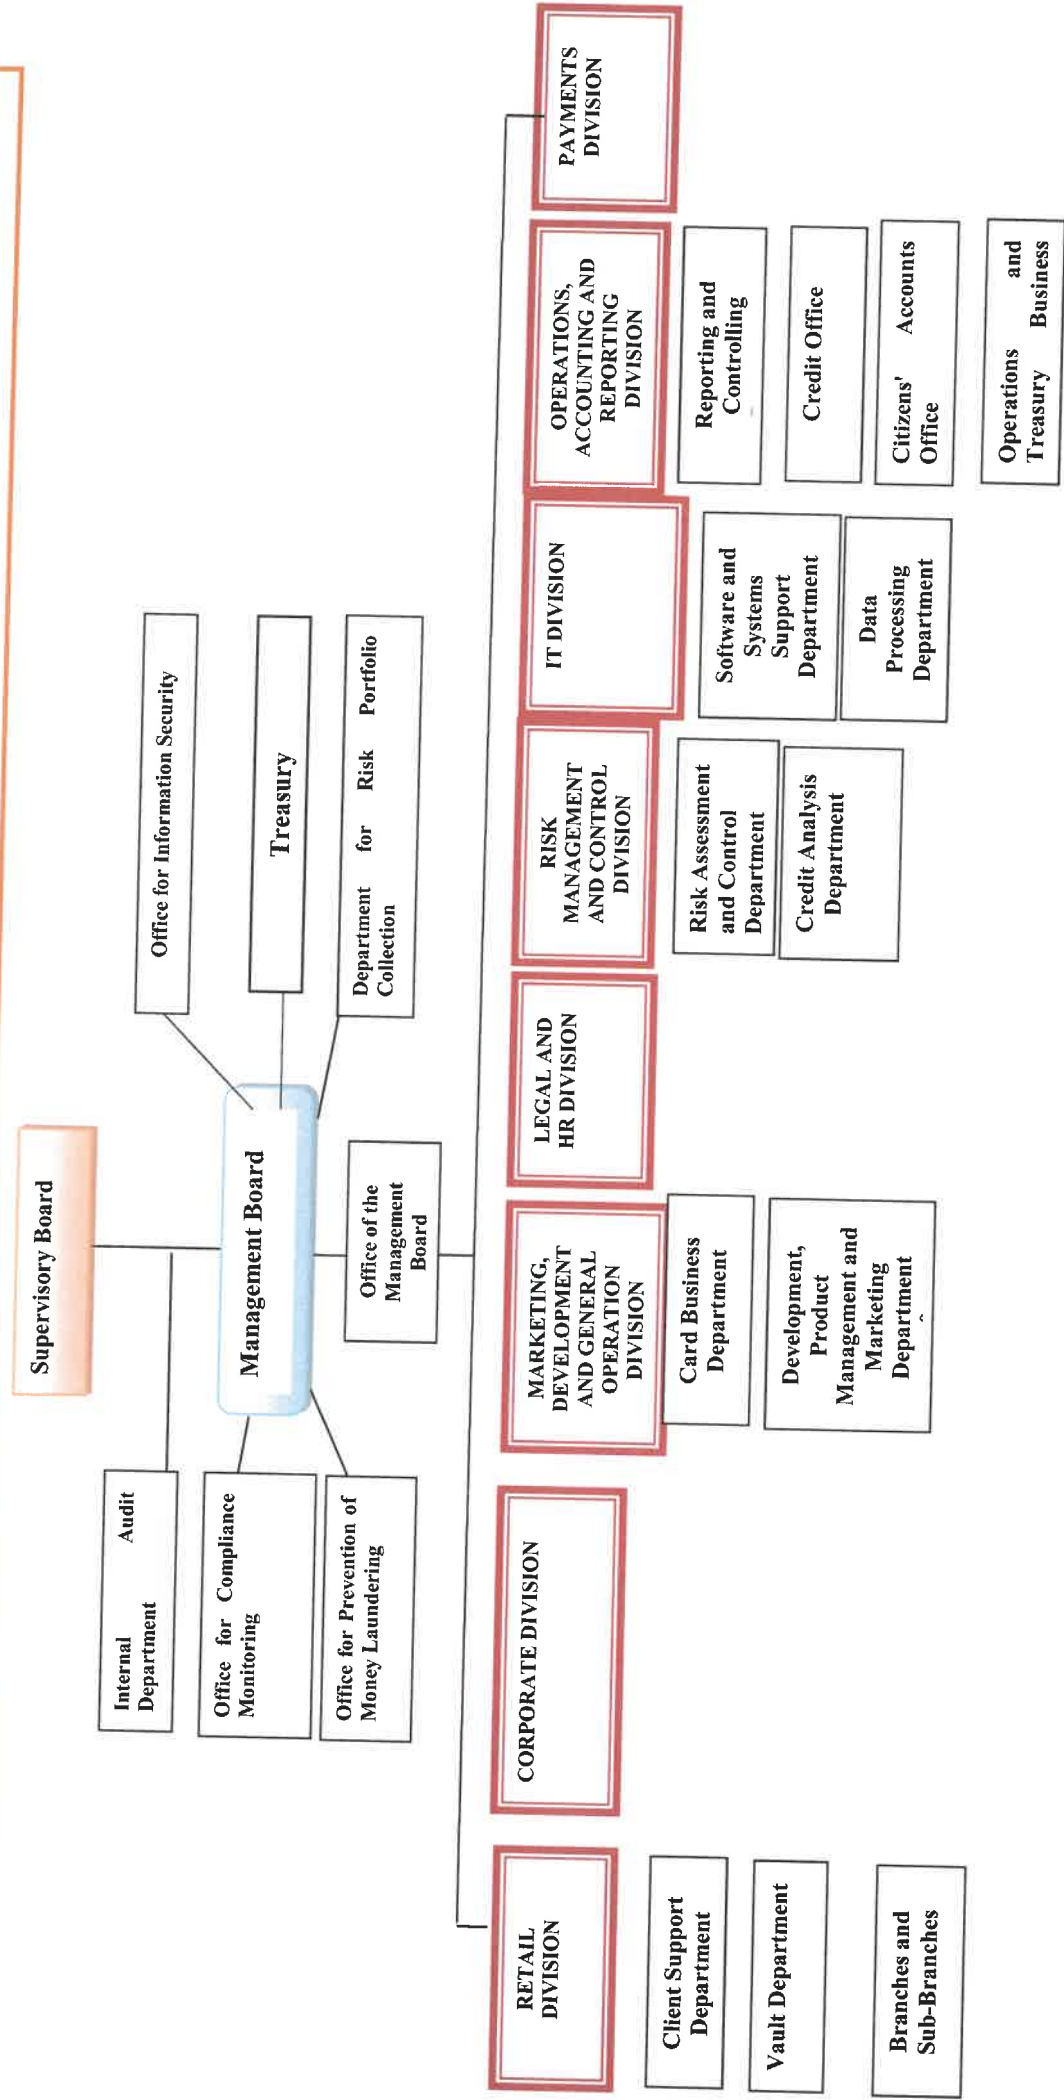 Supervisory Board
Internal Audit
Department
Office for Compliance
Monitoring
Office for Prevention of
Money Laundering
Management Board
Office for Information Security
Treasury
Department for Risk Portfolio
Collection
Office of the
Management
Board
RETAIL
DIVISION
Client Support
Department
Vault Department
Branches and
Sub-Branches
CORPORATE DIVISION
MARKETING,
DEVELOPMENT
AND GENERAL
OPERATION
DIVISION
Card Business
Department
Development,
Product
Management and
Marketing
Department
LEGAL AND
HR DIVISION
RISK
MANAGEMENT
AND CONTROL
DIVISION
Risk Assessment
and Control
Department
Credit Analysis
Department
IT DIVISION
Software and
Systems
Support
Department
Data
Processing
Department
OPERATIONS,
ACCOUNTING AND
REPORTING
DIVISION
Reporting and
Controlling
Credit Office
Citizens' Accounts
Office
Operations and
Treasury Business
PAYMENTS
DIVISION